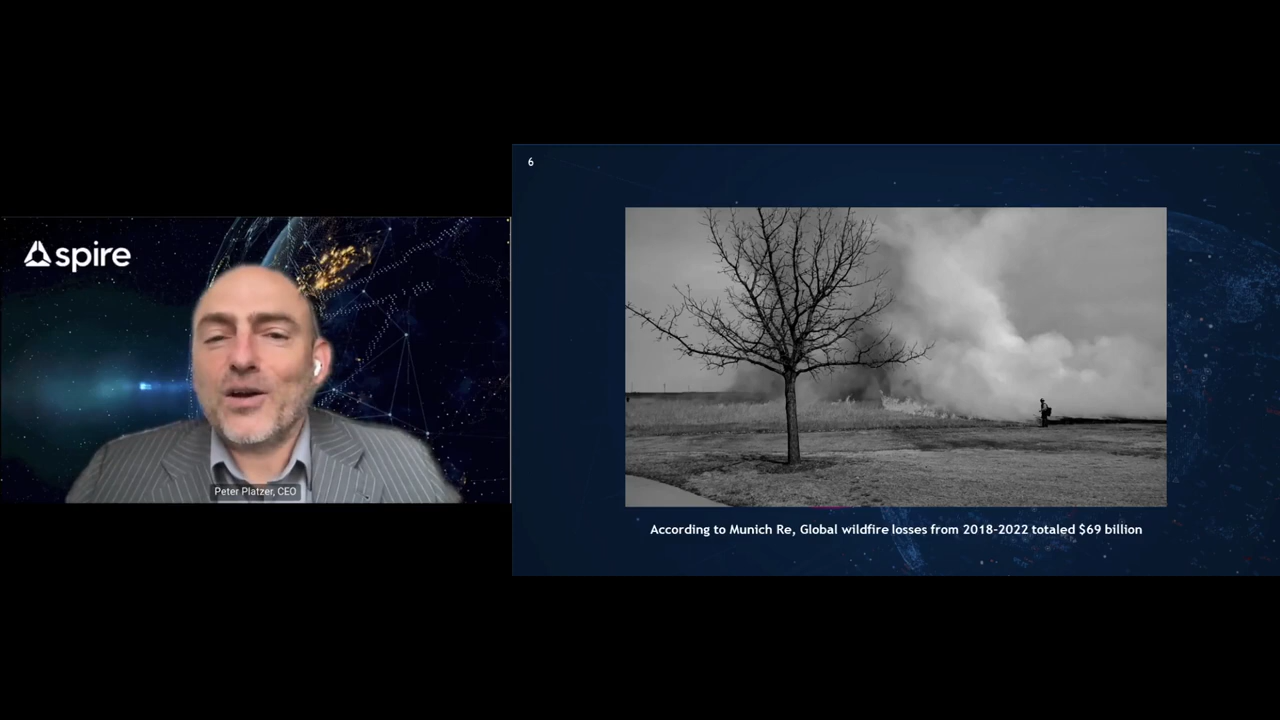 spire
Peter Platzer, CEO
6
According to Munich Re, Global wildfire losses from 2018-2022 totaled $69 billion